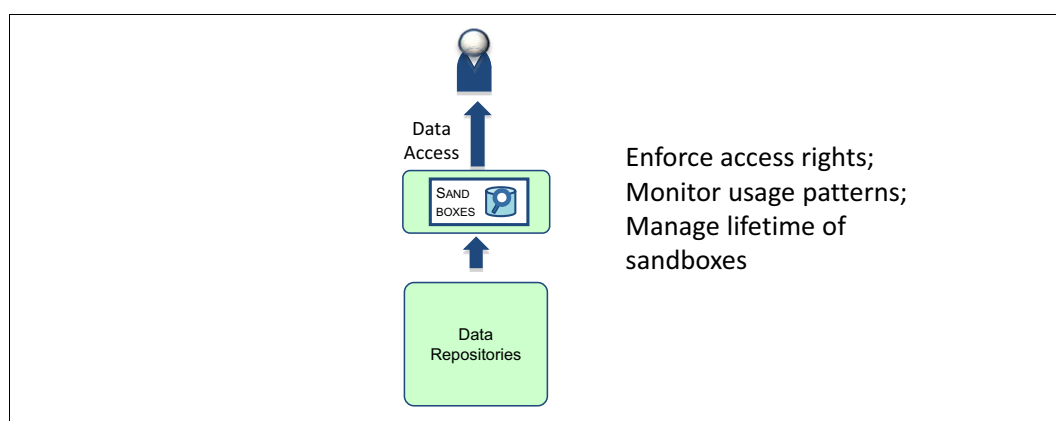 Data
Access
SAND
BOXES
Enforce access rights;
Monitor usage patterns;
Manage lifetime of
sandboxes
Data
Repositories